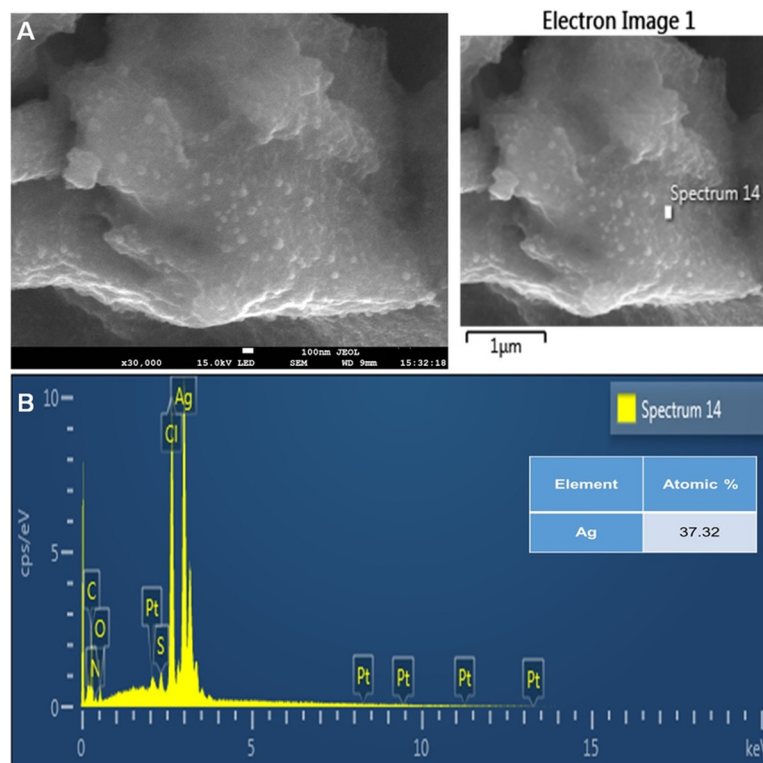 A
100nm JEOL
x30,000 15.0kV LED SEM WD 9mm 15:32:18
Electron Image 1
Spectrum 14
1μm
B
Spectrum 14
Element Atomic %
Ag 37.32
cps/eV
10
5
0
Ag
Cl
C
O
N
Pt
S
Pt
Pt
Pt
Pt
0 5 10 15